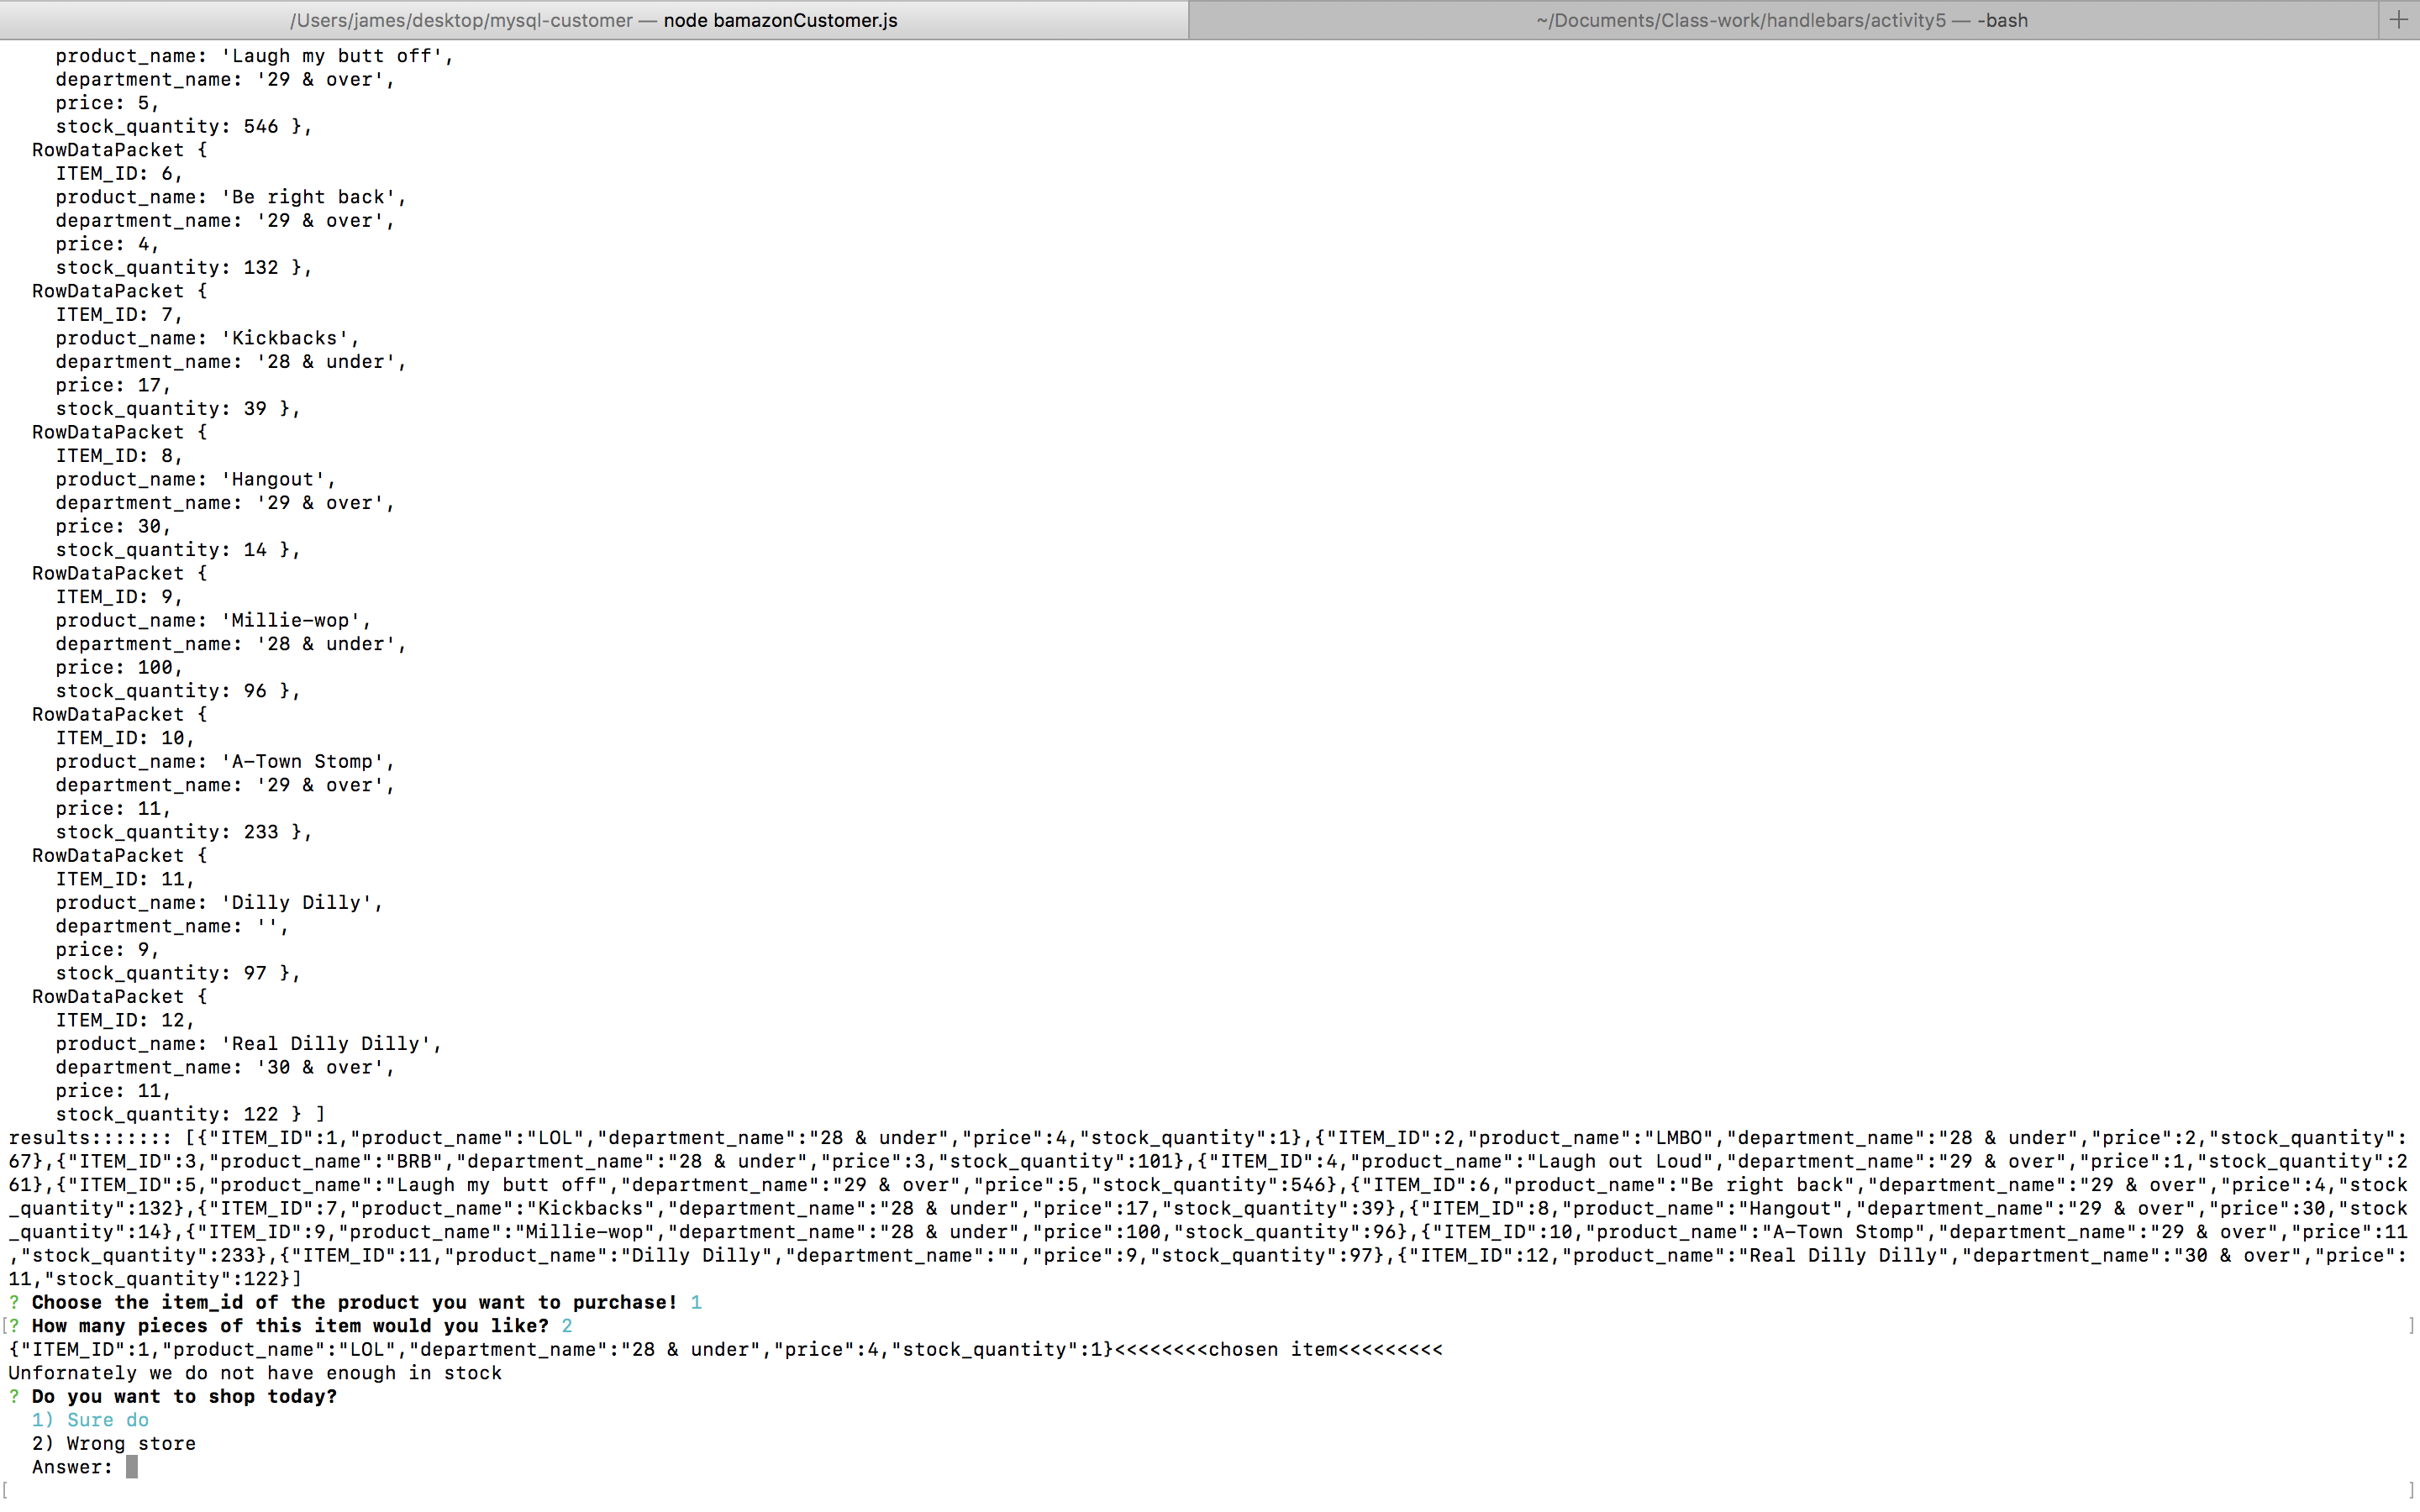 /Users/james/desktop/mysql-customer — node bamazonCustomer.js
~/Documents/Class-work/handlebars/activity5 — -bash
+
    product_name: 'Laugh my butt off',
    department_name: '29 & over',
    price: 5,
    stock_quantity: 546 },
  RowDataPacket {
    ITEM_ID: 6,
    product_name: 'Be right back',
    department_name: '29 & over',
    price: 4,
    stock_quantity: 132 },
  RowDataPacket {
    ITEM_ID: 7,
    product_name: 'Kickbacks',
    department_name: '28 & under',
    price: 17,
    stock_quantity: 39 },
  RowDataPacket {
    ITEM_ID: 8,
    product_name: 'Hangout',
    department_name: '29 & over',
    price: 30,
    stock_quantity: 14 },
  RowDataPacket {
    ITEM_ID: 9,
    product_name: 'Millie-wop',
    department_name: '28 & under',
    price: 100,
    stock_quantity: 96 },
  RowDataPacket {
    ITEM_ID: 10,
    product_name: 'A-Town Stomp',
    department_name: '29 & over',
    price: 11,
    stock_quantity: 233 },
  RowDataPacket {
    ITEM_ID: 11,
    product_name: 'Dilly Dilly',
    department_name: '',
    price: 9,
    stock_quantity: 97 },
  RowDataPacket {
    ITEM_ID: 12,
    product_name: 'Real Dilly Dilly',
    department_name: '30 & over',
    price: 11,
    stock_quantity: 122 } ]
results::::::: [{"ITEM_ID":1,"product_name":"LOL","department_name":"28 & under","price":4,"stock_quantity":1},{"ITEM_ID":2,"product_name":"LMBO","department_name":"28 & under","price":2,"stock_quantity":
67},{"ITEM_ID":3,"product_name":"BRB","department_name":"28 & under","price":3,"stock_quantity":101},{"ITEM_ID":4,"product_name":"Laugh out Loud","department_name":"29 & over","price":1,"stock_quantity":2
61},{"ITEM_ID":5,"product_name":"Laugh my butt off","department_name":"29 & over","price":5,"stock_quantity":546},{"ITEM_ID":6,"product_name":"Be right back","department_name":"29 & over","price":4,"stock
_quantity":132},{"ITEM_ID":7,"product_name":"Kickbacks","department_name":"28 & under","price":17,"stock_quantity":39},{"ITEM_ID":8,"product_name":"Hangout","department_name":"29 & over","price":30,"stock
_quantity":14},{"ITEM_ID":9,"product_name":"Millie-wop","department_name":"28 & under","price":100,"stock_quantity":96},{"ITEM_ID":10,"product_name":"A-Town Stomp","department_name":"29 & over","price":11
,"stock_quantity":233},{"ITEM_ID":11,"product_name":"Dilly Dilly","department_name":"","price":9,"stock_quantity":97},{"ITEM_ID":12,"product_name":"Real Dilly Dilly","department_name":"30 & over","price":
11,"stock_quantity":122}]
? Choose the item_id of the product you want to purchase! 1
[? How many pieces of this item would you like? 2 ]
{"ITEM_ID":1,"product_name":"LOL","department_name":"28 & under","price":4,"stock_quantity":1}<<<<<<<<chosen item<<<<<<<<<
Unfornately we do not have enough in stock
? Do you want to shop today?
  1) Sure do
  2) Wrong store
  Answer:
[ ]